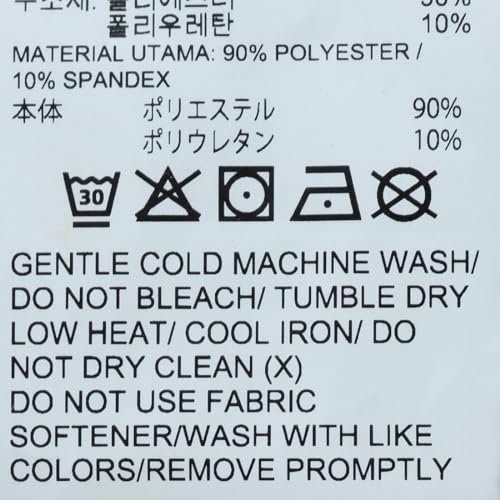 폴리우레탄 10%
MATERIAL UTAMA: 90% POLYESTER /
10% SPANDEX
本体 ポリエステル 90%
ポリウレタン 10%
30
GENTLE COLD MACHINE WASH/
DO NOT BLEACH/ TUMBLE DRY
LOW HEAT/ COOL IRON/ DO
NOT DRY CLEAN (X)
DO NOT USE FABRIC
SOFTENER/WASH WITH LIKE
COLORS/REMOVE PROMPTLY